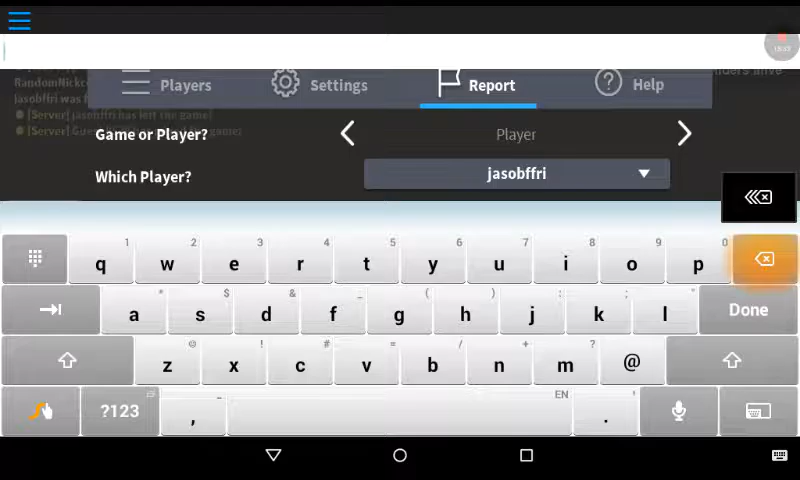 Players
Settings
Report
Help
RandomNickc
jasobffri was
[Server] jasobffri has left the game!
[Server]
Game or Player?
Player
Which Player?
jasobffri
1 2 3 4 5 6 7 8 9 0
q w e r t y u i o p
* $ & _ ( ) : ; "
a s d f g h j k l Done
☺ ! # = / + ?
z x c v b n m @
EN
?123 , .